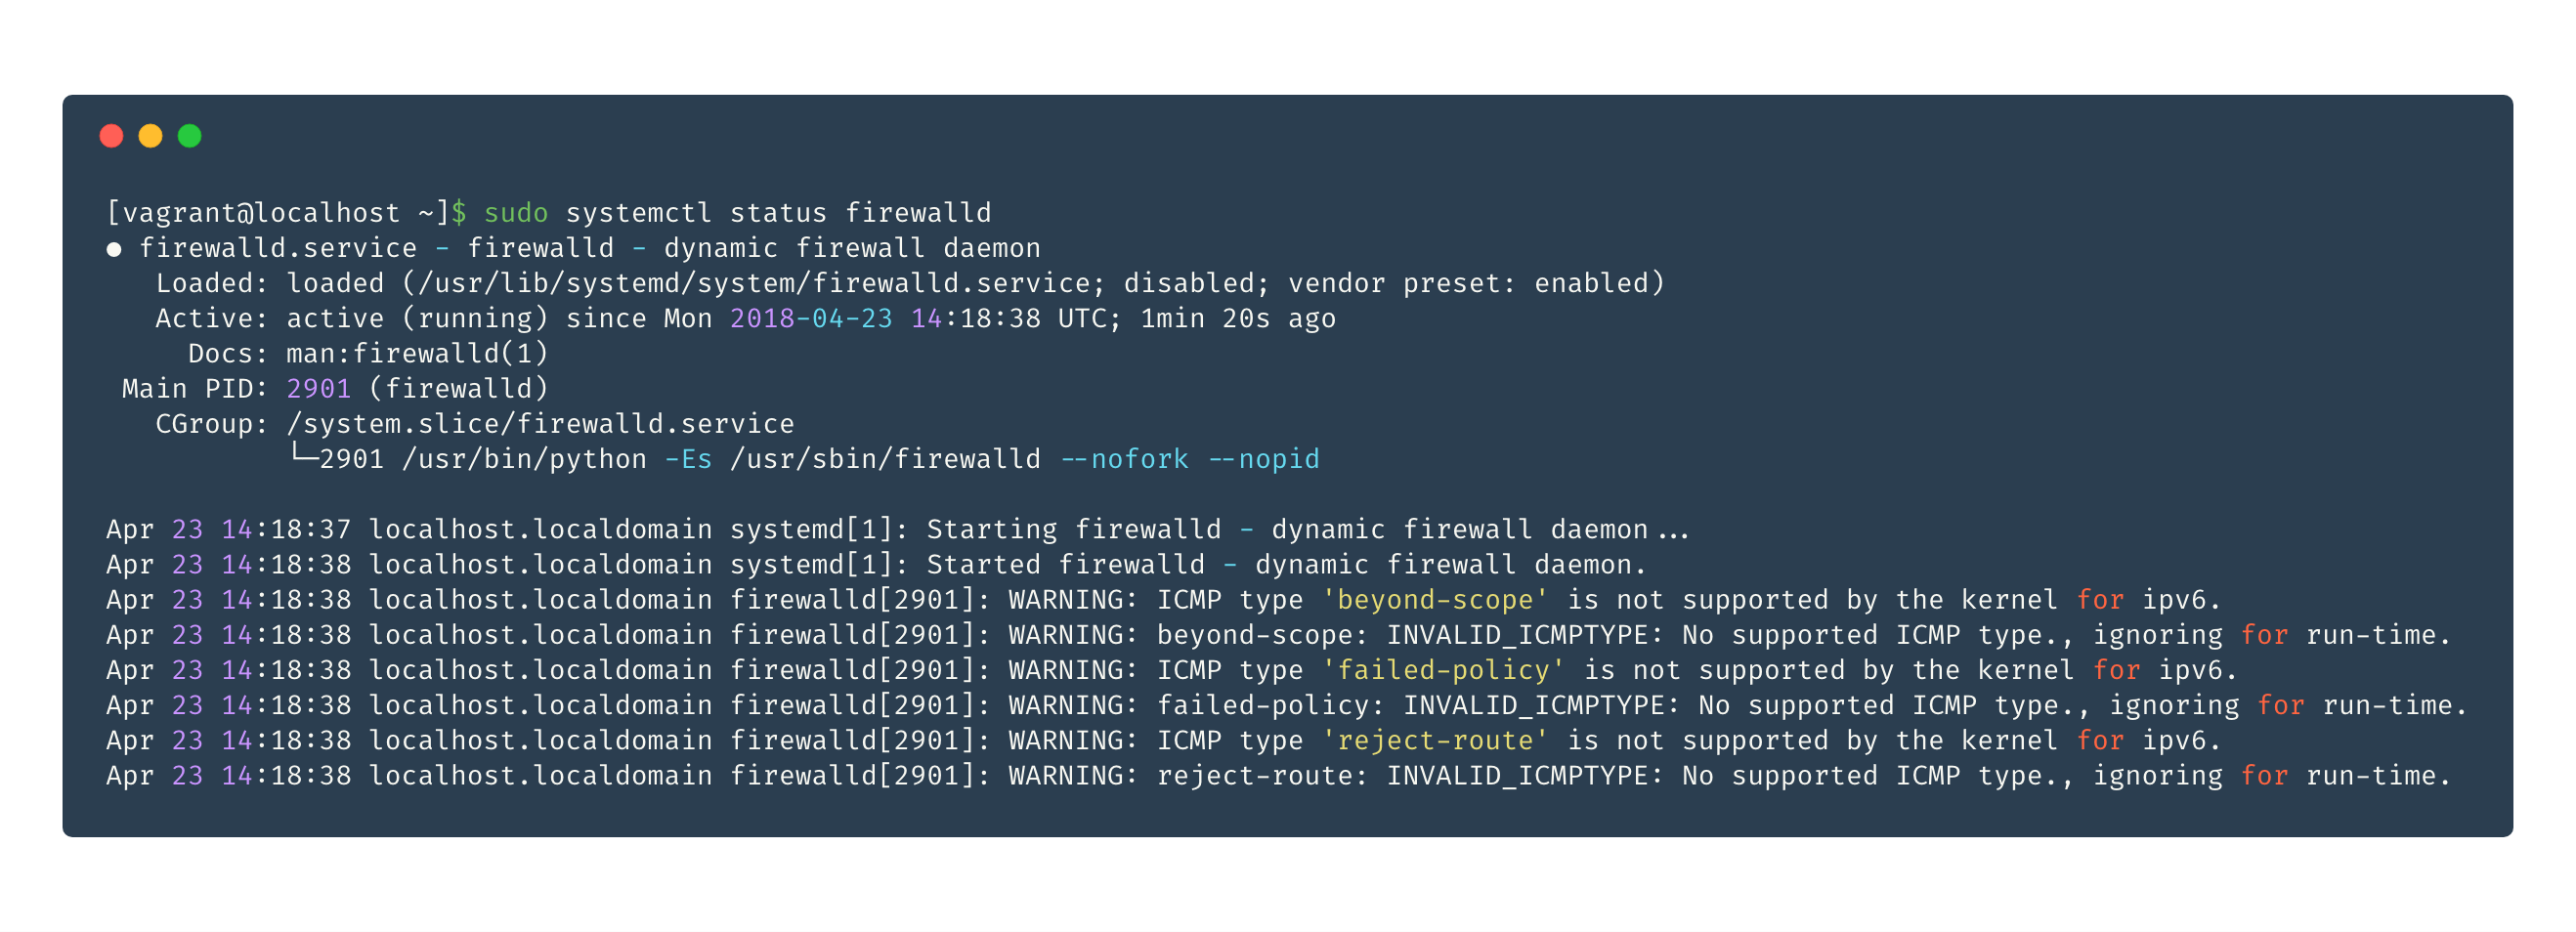 [vagrant@localhost ~]$ sudo systemctl status firewalld
● firewalld.service - firewalld - dynamic firewall daemon
   Loaded: loaded (/usr/lib/systemd/system/firewalld.service; disabled; vendor preset: enabled)
   Active: active (running) since Mon 2018-04-23 14:18:38 UTC; 1min 20s ago
     Docs: man:firewalld(1)
 Main PID: 2901 (firewalld)
   CGroup: /system.slice/firewalld.service
           └─2901 /usr/bin/python -Es /usr/sbin/firewalld --nofork --nopid

Apr 23 14:18:37 localhost.localdomain systemd[1]: Starting firewalld - dynamic firewall daemon...
Apr 23 14:18:38 localhost.localdomain systemd[1]: Started firewalld - dynamic firewall daemon.
Apr 23 14:18:38 localhost.localdomain firewalld[2901]: WARNING: ICMP type 'beyond-scope' is not supported by the kernel for ipv6.
Apr 23 14:18:38 localhost.localdomain firewalld[2901]: WARNING: beyond-scope: INVALID_ICMPTYPE: No supported ICMP type., ignoring for run-time.
Apr 23 14:18:38 localhost.localdomain firewalld[2901]: WARNING: ICMP type 'failed-policy' is not supported by the kernel for ipv6.
Apr 23 14:18:38 localhost.localdomain firewalld[2901]: WARNING: failed-policy: INVALID_ICMPTYPE: No supported ICMP type., ignoring for run-time.
Apr 23 14:18:38 localhost.localdomain firewalld[2901]: WARNING: ICMP type 'reject-route' is not supported by the kernel for ipv6.
Apr 23 14:18:38 localhost.localdomain firewalld[2901]: WARNING: reject-route: INVALID_ICMPTYPE: No supported ICMP type., ignoring for run-time.